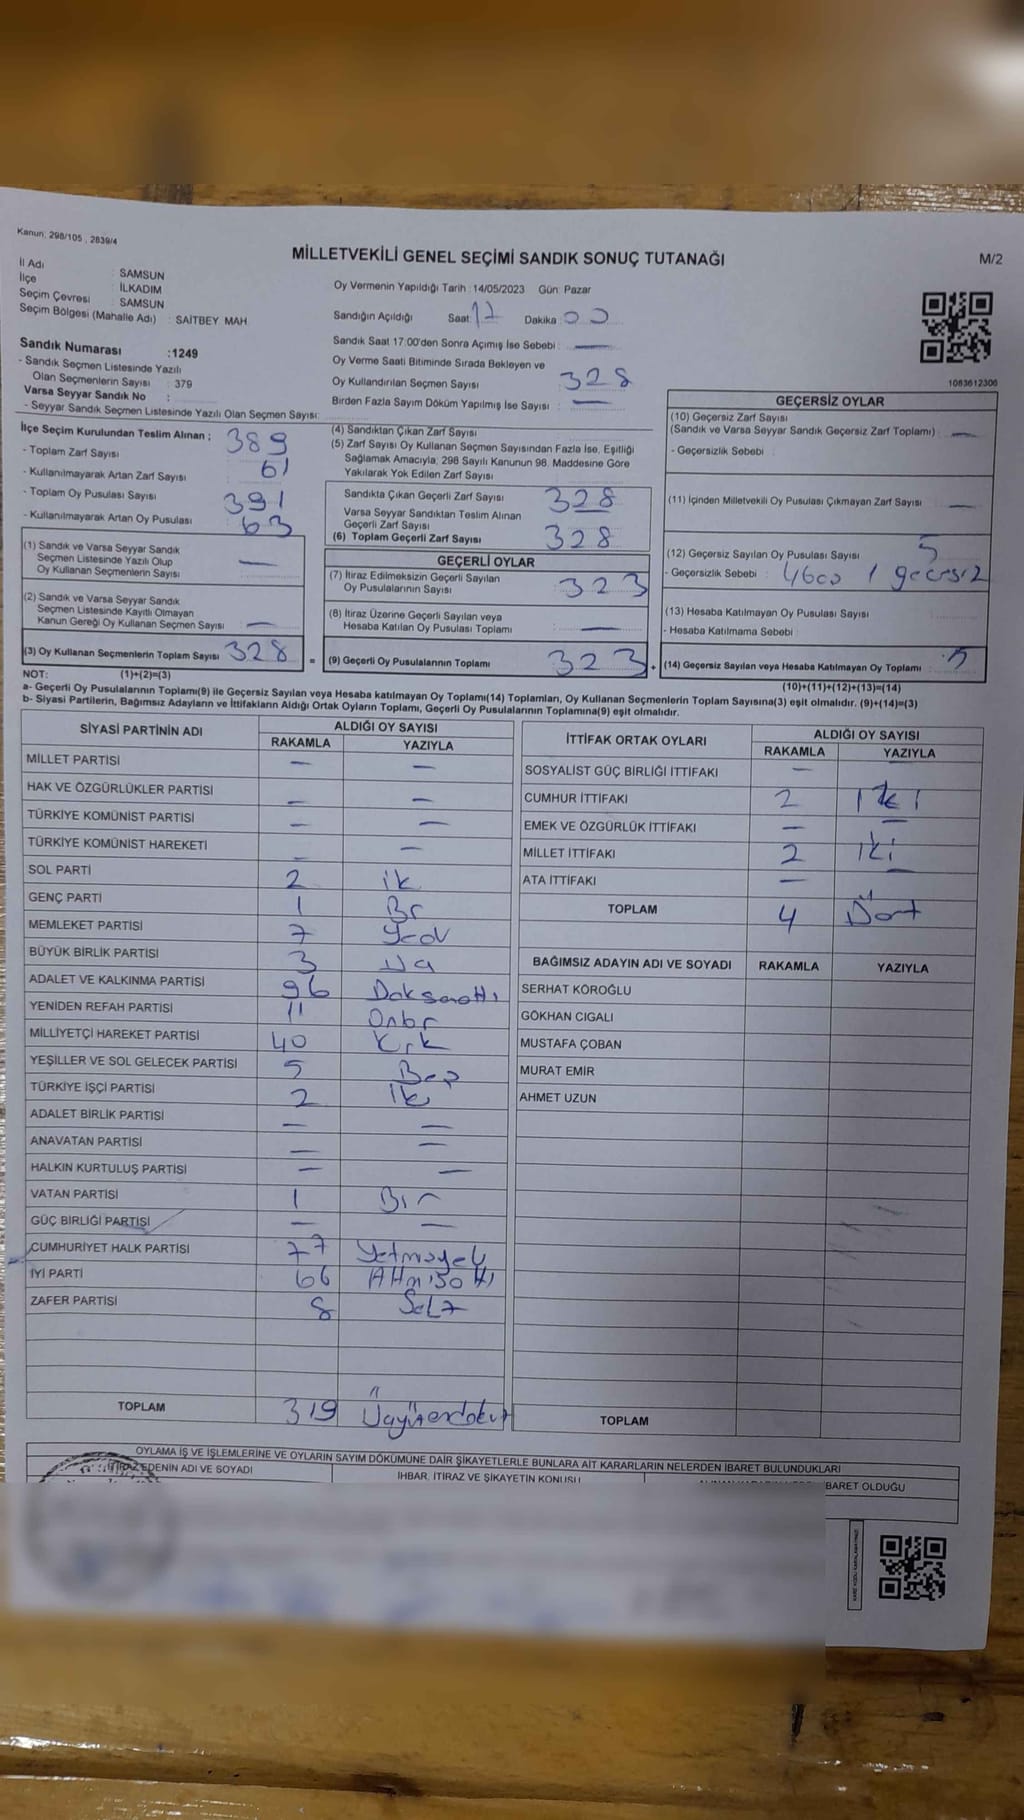 Kanun: 298/105 , 2839/4
MİLLETVEKİLİ GENEL SEÇİMİ SANDIK SONUÇ TUTANAĞI
M/2
İl Adı : SAMSUN
İlçe : İLKADIM
Seçim Çevresi : SAMSUN
Seçim Bölgesi (Mahalle Adı) : SAİTBEY MAH
Sandık Numarası :1249
- Sandık Seçmen Listesinde Yazılı
Olan Seçmenlerin Sayısı : 379
Varsa Seyyar Sandık No :
- Seyyar Sandık Seçmen Listesinde Yazılı Olan Seçmen Sayısı:
Oy Vermenin Yapıldığı Tarih :14/05/2023 Gün: Pazar
Sandığın Açıldığı Saat: 17 Dakika: 00
Sandık Saat 17:00'den Sonra Açımış İse Sebebi : —
Oy Verme Saati Bitiminde Sırada Bekleyen ve
Oy Kullandırılan Seçmen Sayısı : 328
Birden Fazla Sayım Döküm Yapılmış İse Sayısı : —
1083612306
İlçe Seçim Kurulundan Teslim Alınan ;
- Toplam Zarf Sayısı : 389
- Kullanılmayarak Artan Zarf Sayısı : 61
- Toplam Oy Pusulası Sayısı : 391
- Kullanılmayarak Artan Oy Pusulası : 63
(4) Sandıktan Çıkan Zarf Sayısı :
(5) Zarf Sayısı Oy Kullanan Seçmen Sayısından Fazla İse, Eşitliği
Sağlamak Amacıyla, 298 Sayılı Kanunun 98. Maddesine Göre
Yakılarak Yok Edilen Zarf Sayısı :
Sandıkta Çıkan Geçerli Zarf Sayısı : 328
Varsa Seyyar Sandıktan Teslim Alınan
Geçerli Zarf Sayısı :
(6) Toplam Geçerli Zarf Sayısı : 328
GEÇERSİZ OYLAR
(10) Geçersiz Zarf Sayısı
(Sandık ve Varsa Seyyar Sandık Geçersiz Zarf Toplamı) : —
- Geçersizlik Sebebi :
(11) İçinden Milletvekili Oy Pusulası Çıkmayan Zarf Sayısı : —
(12) Geçersiz Sayılan Oy Pusulası Sayısı : 5
- Geçersizlik Sebebi : 1 geçersiz
(13) Hesaba Katılmayan Oy Pusulası Sayısı :
- Hesaba Katılmama Sebebi :
(14) Geçersiz Sayılan veya Hesaba Katılmayan Oy Toplamı : 5
(10)+(11)+(12)+(13)=(14)
(1) Sandık ve Varsa Seyyar Sandık
Seçmen Listesinde Yazılı Olup
Oy Kullanan Seçmenlerin Sayısı : —
(2) Sandık ve Varsa Seyyar Sandık
Seçmen Listesinde Kayıtlı Olmayan
Kanun Gereği Oy Kullanan Seçmen Sayısı : —
(3) Oy Kullanan Seçmenlerin Toplam Sayısı : 328 =
GEÇERLİ OYLAR
(7) İtiraz Edilmeksizin Geçerli Sayılan
Oy Pusulalarının Sayısı : 323
(8) İtiraz Üzerine Geçerli Sayılan veya
Hesaba Katılan Oy Pusulası Toplamı : —
(9) Geçerli Oy Pusulalarının Toplamı : 323 +
NOT: (1)+(2)=(3)
a- Geçerli Oy Pusulalarının Toplamı(9) ile Geçersiz Sayılan veya Hesaba katılmayan Oy Toplamı(14) Toplamları, Oy Kullanan Seçmenlerin Toplam Sayısına(3) eşit olmalıdır. (9)+(14)=(3)
b- Siyasi Partilerin, Bağımsız Adayların ve İttifakların Aldığı Ortak Oyların Toplamı, Geçerli Oy Pusulalarının Toplamına(9) eşit olmalıdır.
SİYASİ PARTİNİN ADI ALDIĞI OY SAYISI
RAKAMLA YAZIYLA
MİLLET PARTİSİ — —
HAK VE ÖZGÜRLÜKLER PARTİSİ — —
TÜRKİYE KOMÜNİST PARTİSİ — —
TÜRKİYE KOMÜNİST HAREKETİ — —
SOL PARTİ 2 ik
GENÇ PARTİ 1 Br
MEMLEKET PARTİSİ 7
BÜYÜK BİRLİK PARTİSİ 3
ADALET VE KALKINMA PARTİSİ 96 Doksanaltı
YENİDEN REFAH PARTİSİ 11 Onbr
MİLLİYETÇİ HAREKET PARTİSİ 40 Kırk
YEŞİLLER VE SOL GELECEK PARTİSİ 5 Beş
TÜRKİYE İŞÇİ PARTİSİ 2 İki
ADALET BİRLİK PARTİSİ — —
ANAVATAN PARTİSİ — —
HALKIN KURTULUŞ PARTİSİ — —
VATAN PARTİSİ 1 Bir
GÜÇ BİRLİĞİ PARTİSİ — —
CUMHURİYET HALK PARTİSİ 77
İYİ PARTİ 66
ZAFER PARTİSİ 8
TOPLAM 319
İTTİFAK ORTAK OYLARI ALDIĞI OY SAYISI
RAKAMLA YAZIYLA
SOSYALİST GÜÇ BİRLİĞİ İTTİFAKI —
CUMHUR İTTİFAKI 2 İki
EMEK VE ÖZGÜRLÜK İTTİFAKI — —
MİLLET İTTİFAKI 2 iki
ATA İTTİFAKI — —
TOPLAM 4 Dört
BAĞIMSIZ ADAYIN ADI VE SOYADI RAKAMLA YAZIYLA
SERHAT KÖROĞLU
GÖKHAN CIGALI
MUSTAFA ÇOBAN
MURAT EMİR
AHMET UZUN
TOPLAM
OYLAMA İŞ VE İŞLEMLERİNE VE OYLARIN SAYIM DÖKÜMÜNE DAİR ŞİKAYETLERLE BUNLARA AİT KARARLARIN NELERDEN İBARET BULUNDUKLARI
EDENİN ADI VE SOYADI
İHBAR, İTİRAZ VE ŞİKAYETİN KONUSU
İBARET OLDUĞU